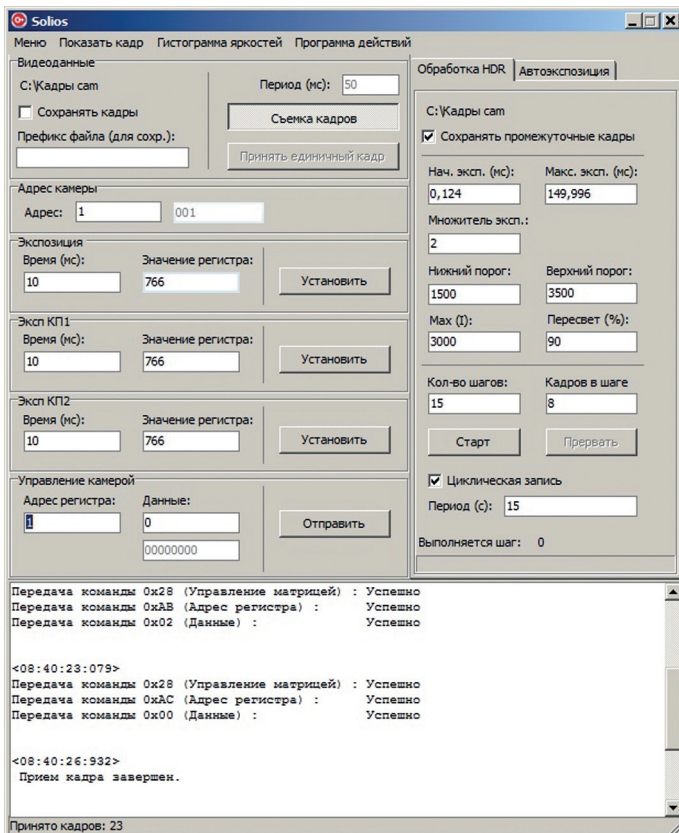 Solios
Меню Показать кадр Гистограмма яркостей Программа действий
Видеоданные
C:\Кадры cam
Период (мс): 50
Сохранять кадры
Съемка кадров
Префикс файла (для сохр.):
Принять единичный кадр
Адрес камеры
Адрес: 1 001
Экспозиция
Время (мс): Значение регистра:
10 766 Установить
Эксп КП1
Время (мс): Значение регистра:
10 766 Установить
Эксп КП2
Время (мс): Значение регистра:
10 766 Установить
Управление камерой
Адрес регистра: Данные:
1 0 Отправить
00000000
Обработка HDR Автоэкспозиция
C:\Кадры cam
Сохранять промежуточные кадры
Нач. эксп. (мс): Макс. эксп. (мс):
0,124 149,996
Множитель эксп.:
2
Нижний порог: Верхний порог:
1500 3500
Max (I): Пересвет (%):
3000 90
Кол-во шагов: Кадров в шаге
15 8
Старт Прервать
Циклическая запись
Период (с): 15
Выполняется шаг: 0
Передача команды 0x28 (Управление матрицей) : Успешно
Передача команды 0xAB (Адрес регистра) : Успешно
Передача команды 0x02 (Данные) : Успешно
<08:40:23:079>
Передача команды 0x28 (Управление матрицей) : Успешно
Передача команды 0xAC (Адрес регистра) : Успешно
Передача команды 0x00 (Данные) : Успешно
<08:40:26:932>
Прием кадра завершен.
Принято кадров: 23